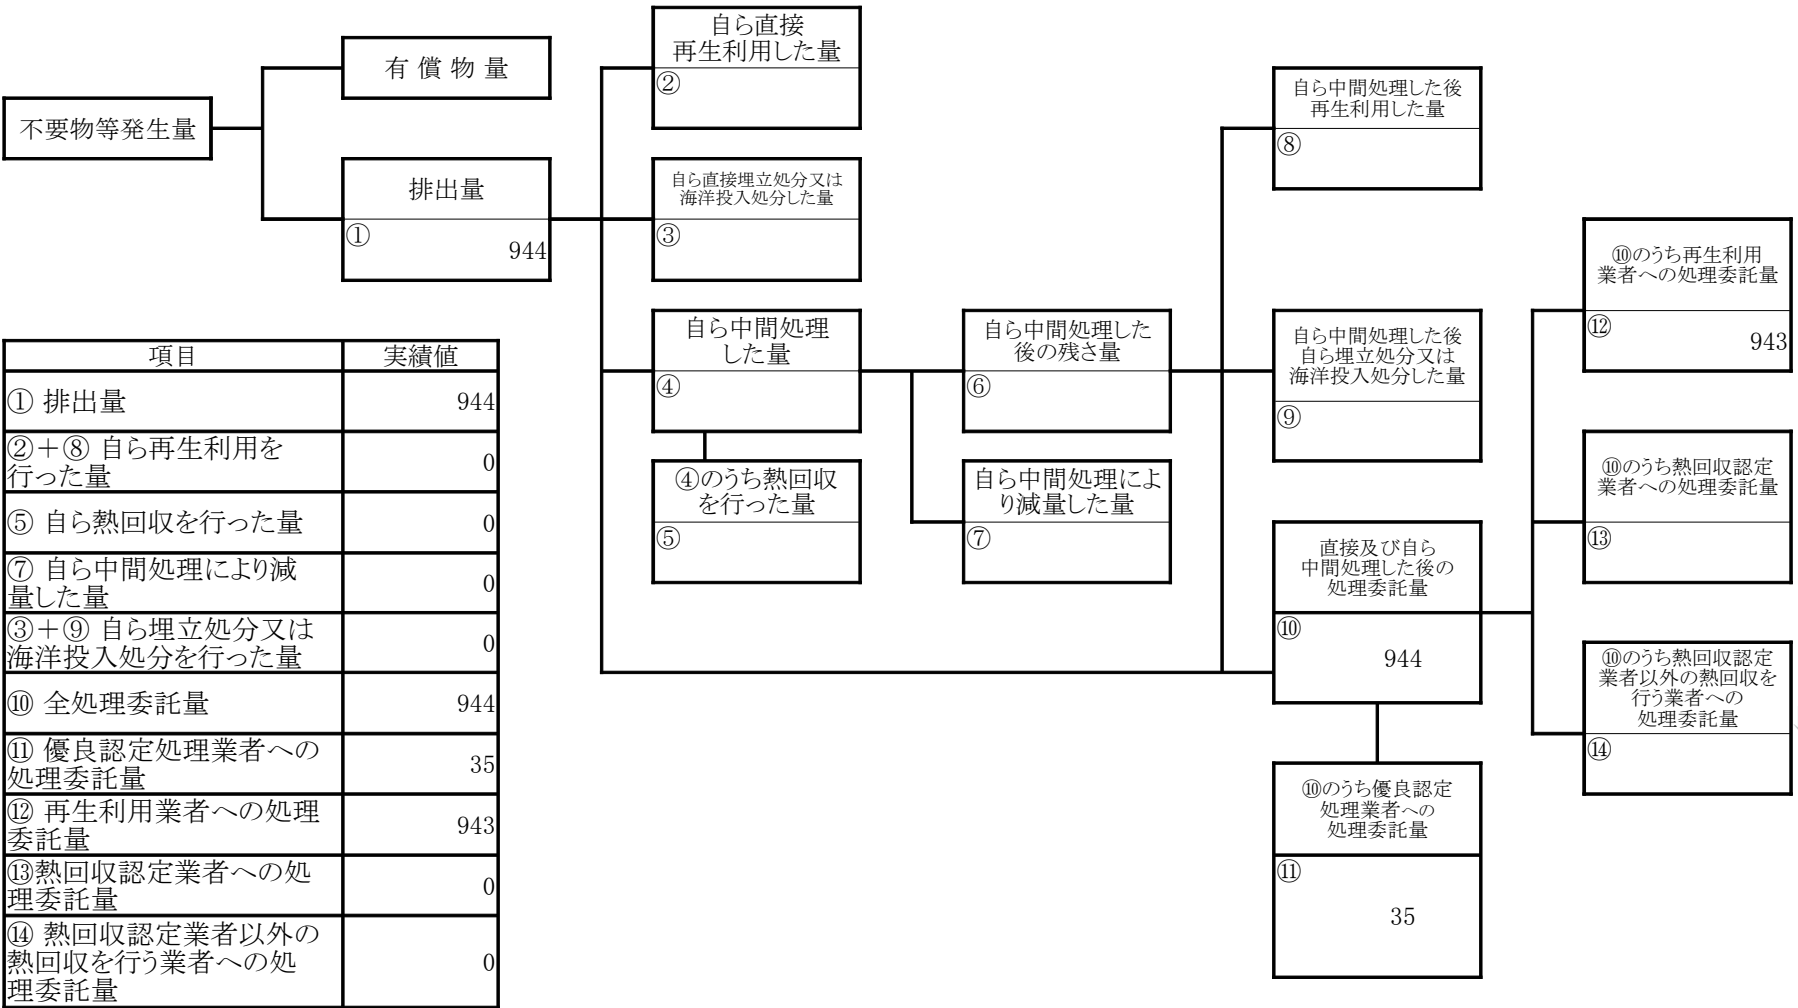 自ら直接
再生利用した量
②
有 償 物 量
不要物等発生量
排出量
①
944
自ら直接埋立処分又は
海洋投入処分した量
③
自ら中間処理
した量
④
④のうち熱回収
を行った量
⑤
自ら中間処理した
後の残さ量
⑥
自ら中間処理によ
り減量した量
⑦
自ら中間処理した後
再生利用した量
⑧
自ら中間処理した後
自ら埋立処分又は
海洋投入処分した量
⑨
直接及び自ら
中間処理した後の
処理委託量
⑩
944
⑩のうち優良認定
処理業者への
処理委託量
⑪
35
⑩のうち再生利用
業者への処理委託量
⑫
943
⑩のうち熱回収認定
業者への処理委託量
⑬
⑩のうち熱回収認定
業者以外の熱回収を
行う業者への
処理委託量
⑭
項目 実績値
① 排出量 944
②+⑧ 自ら再生利用を
行った量 0
⑤ 自ら熱回収を行った量 0
⑦ 自ら中間処理により減
量した量 0
③+⑨ 自ら埋立処分又は
海洋投入処分を行った量 0
⑩ 全処理委託量 944
⑪ 優良認定処理業者への
処理委託量 35
⑫ 再生利用業者への処理
委託量 943
⑬熱回収認定業者への処
理委託量 0
⑭ 熱回収認定業者以外の
熱回収を行う業者への処
理委託量 0